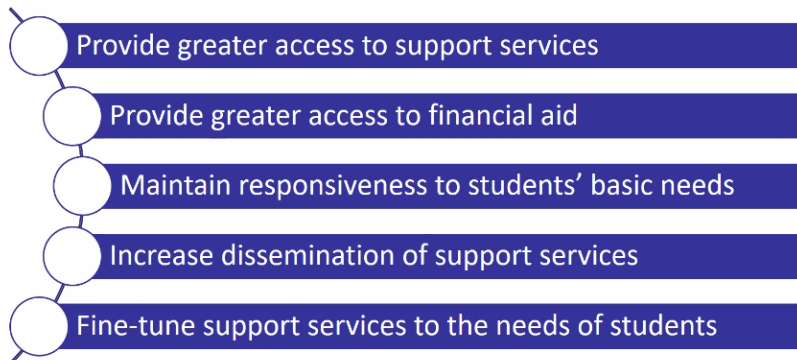 Provide greater access to support services
Provide greater access to financial aid
Maintain responsiveness to students’ basic needs
Increase dissemination of support services
Fine-tune support services to the needs of students